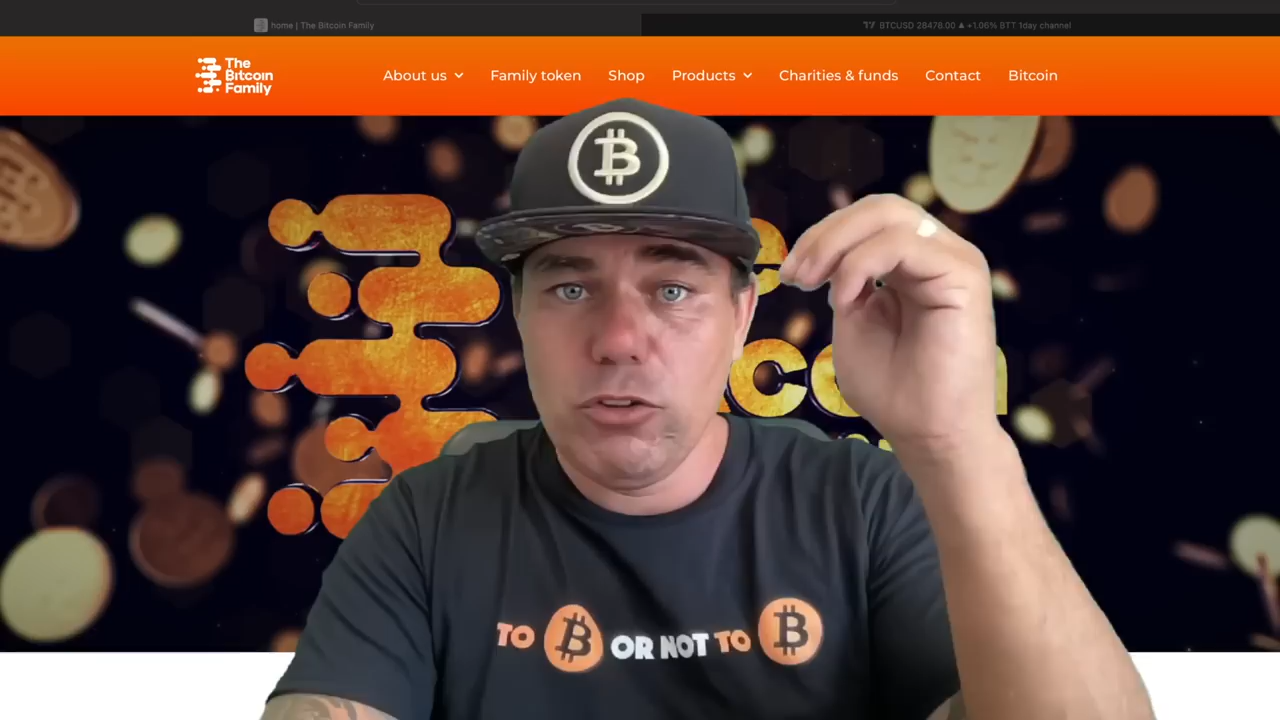 home | The Bitcoin Family
BTCUSD 28476.00 ▲ +1.06% BTT 1day channel
The
Bitcoin
Family
About us
Family token
Shop
Products
Charities & funds
Contact
Bitcoin
TO ₿ OR NOT TO ₿